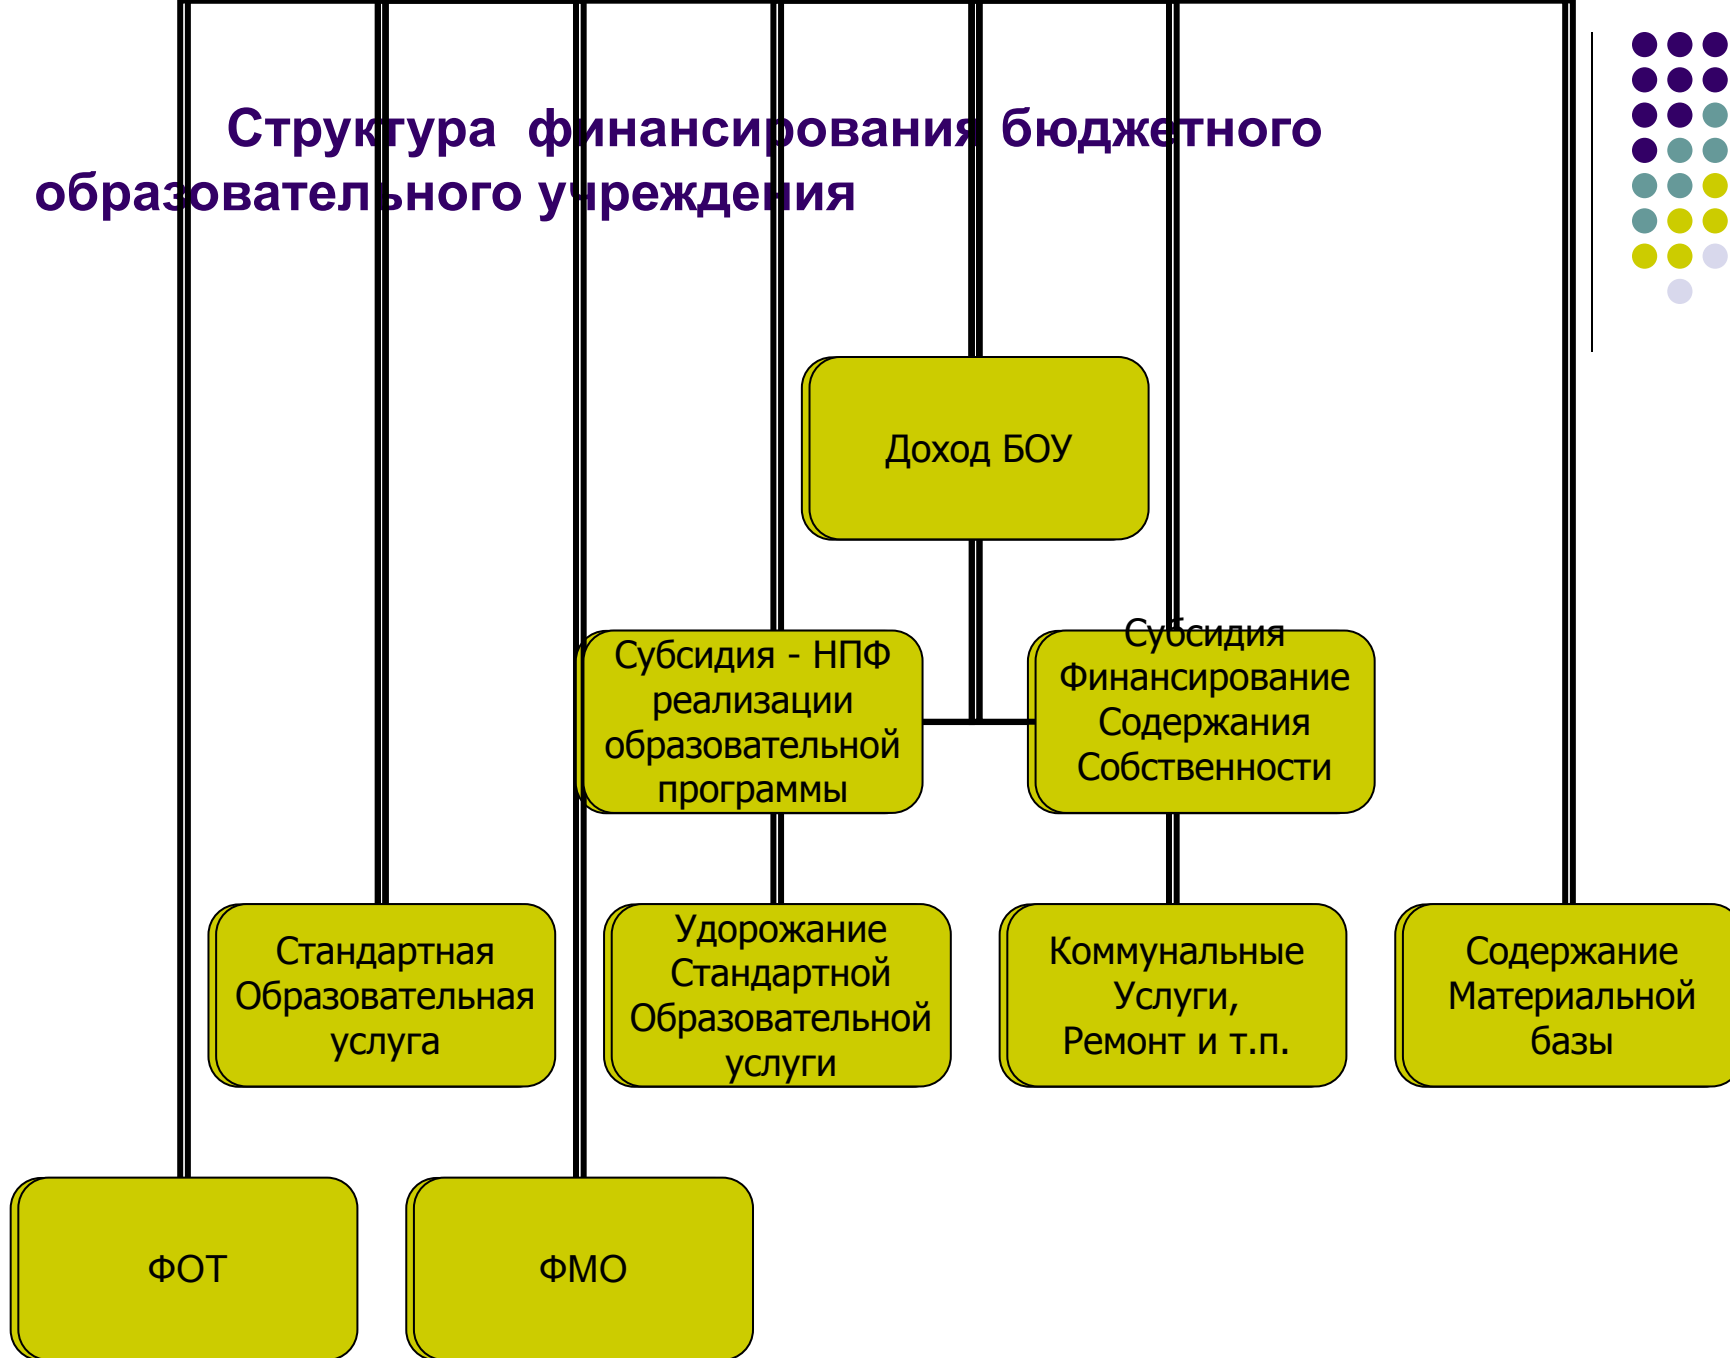 Структура финансирования бюджетного
образовательного учреждения
Доход БОУ
Субсидия - НПФ
реализации
образовательной
программы
Субсидия
Финансирование
Содержания
Собственности
Стандартная
Образовательная
услуга
Удорожание
Стандартной
Образовательной
услуги
Коммунальные
Услуги,
Ремонт и т.п.
Содержание
Материальной
базы
ФОТ
ФМО